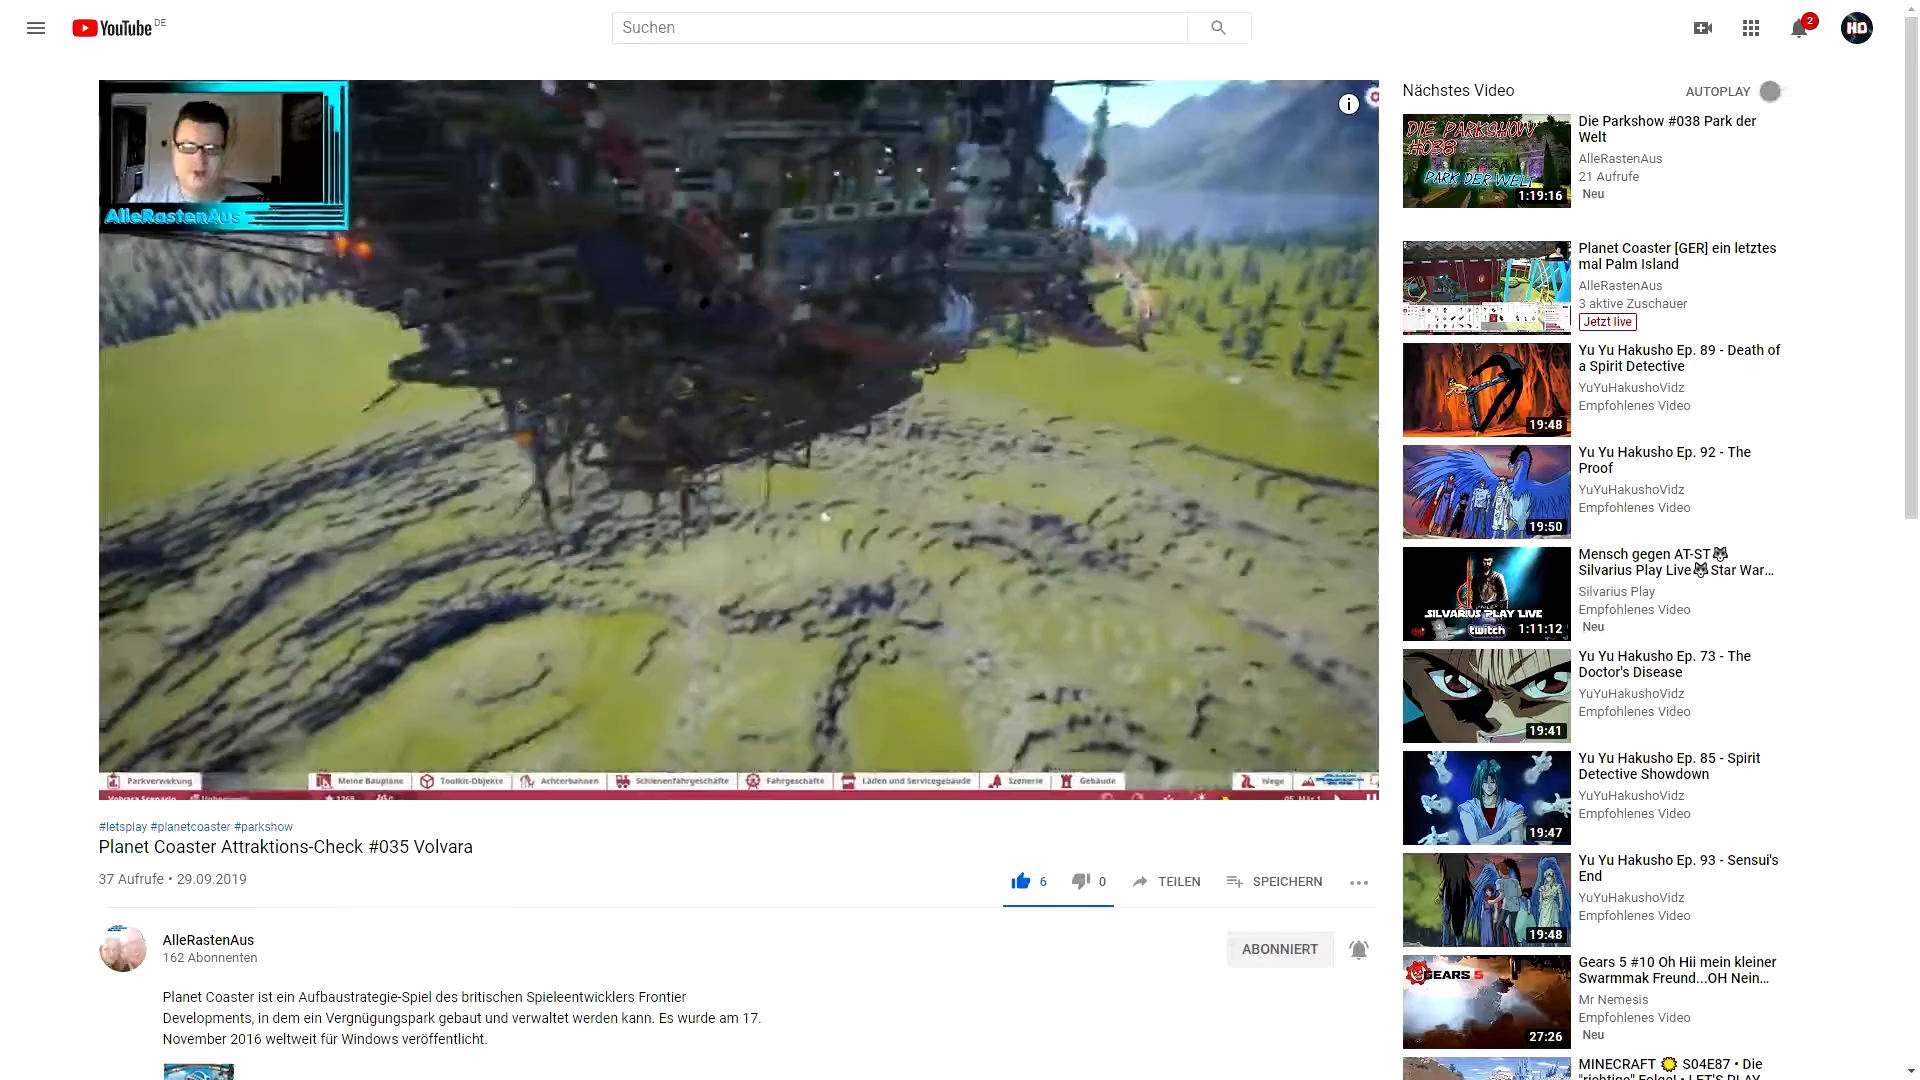 YouTube DE
Suchen
2
HD
AlleRastenAus
Parkverwaltung
Meine Baupläne
Toolkit-Objekte
Achterbahnen
Schienenfahrgeschäfte
Fahrgeschäfte
Läden und Servicegebäude
Szenerie
Gebäude
Wege
Volvara Scenario
#letsplay #planetcoaster #parkshow
Planet Coaster Attraktions-Check #035 Volvara
37 Aufrufe • 29.09.2019
6
0
TEILEN
SPEICHERN
AlleRastenAus
162 Abonnenten
ABONNIERT
Planet Coaster ist ein Aufbaustrategie-Spiel des britischen Spieleentwicklers Frontier
Developments, in dem ein Vergnügungspark gebaut und verwaltet werden kann. Es wurde am 17.
November 2016 weltweit für Windows veröffentlicht.
Nächstes Video
AUTOPLAY
DIE PARKSHOW
#038
PARK DER WELT
1:19:16
Die Parkshow #038 Park der
Welt
AlleRastenAus
21 Aufrufe
Neu
Planet Coaster [GER] ein letztes
mal Palm Island
AlleRastenAus
3 aktive Zuschauer
Jetzt live
19:48
Yu Yu Hakusho Ep. 89 - Death of
a Spirit Detective
YuYuHakushoVidz
Empfohlenes Video
19:50
Yu Yu Hakusho Ep. 92 - The
Proof
YuYuHakushoVidz
Empfohlenes Video
SILVARIUS PLAY LIVE
twitch
1:11:12
Mensch gegen AT-ST🐺
Silvarius Play Live🐺Star War...
Silvarius Play
Empfohlenes Video
Neu
19:41
Yu Yu Hakusho Ep. 73 - The
Doctor's Disease
YuYuHakushoVidz
Empfohlenes Video
19:47
Yu Yu Hakusho Ep. 85 - Spirit
Detective Showdown
YuYuHakushoVidz
Empfohlenes Video
19:48
Yu Yu Hakusho Ep. 93 - Sensui's
End
YuYuHakushoVidz
Empfohlenes Video
GEARS 5
27:26
Gears 5 #10 Oh Hii mein kleiner
Swarmmak Freund...OH Nein...
Mr Nemesis
Empfohlenes Video
Neu
MINECRAFT 🌞 S04E87 • Die
"richtige" Folge! • LET'S PLAY